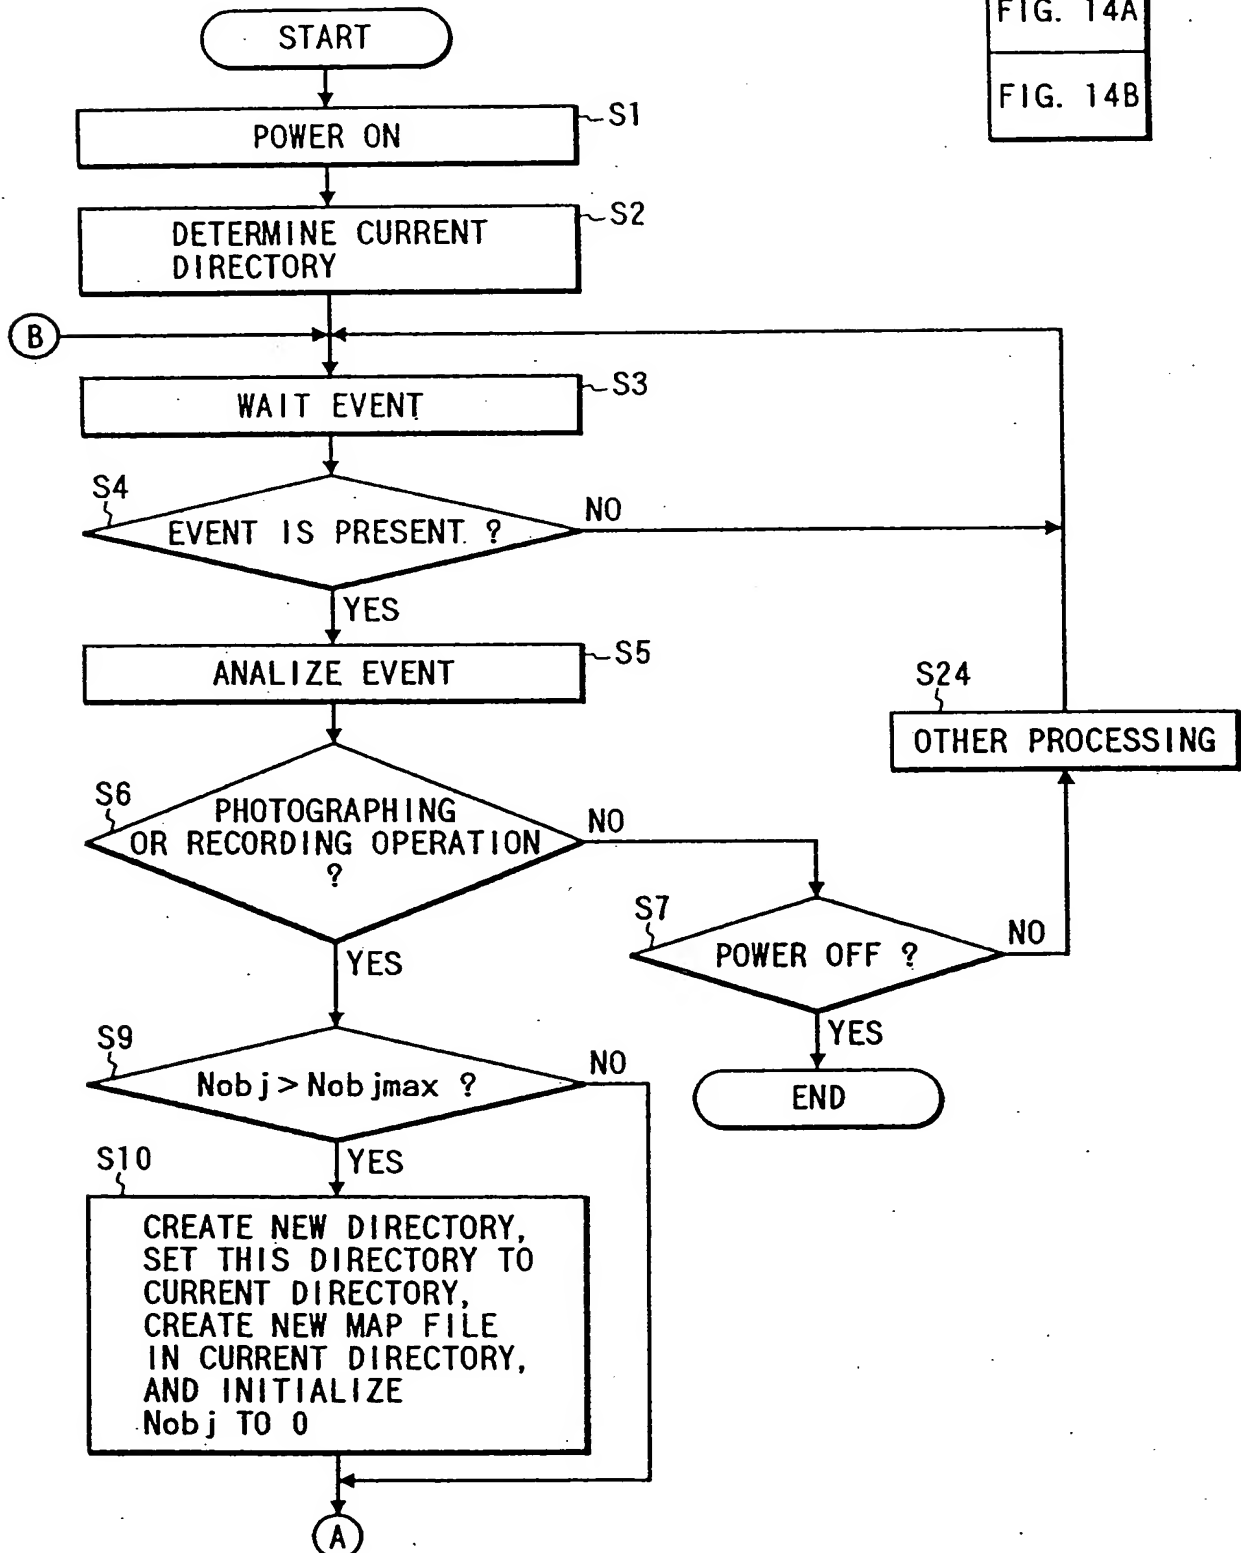 FIG. 14A
FIG. 14B
START
POWER ON
S1
DETERMINE CURRENT
DIRECTORY
S2
B
WAIT EVENT
S3
S4
EVENT IS PRESENT ?
NO
YES
ANALIZE EVENT
S5
S24
OTHER PROCESSING
S6
PHOTOGRAPHING
OR RECORDING OPERATION
?
NO
YES
S7
POWER OFF ?
NO
YES
END
S9
Nobj>Nobjmax ?
NO
YES
S10
CREATE NEW DIRECTORY,
SET THIS DIRECTORY TO
CURRENT DIRECTORY,
CREATE NEW MAP FILE
IN CURRENT DIRECTORY,
AND INITIALIZE
Nobj TO 0
A